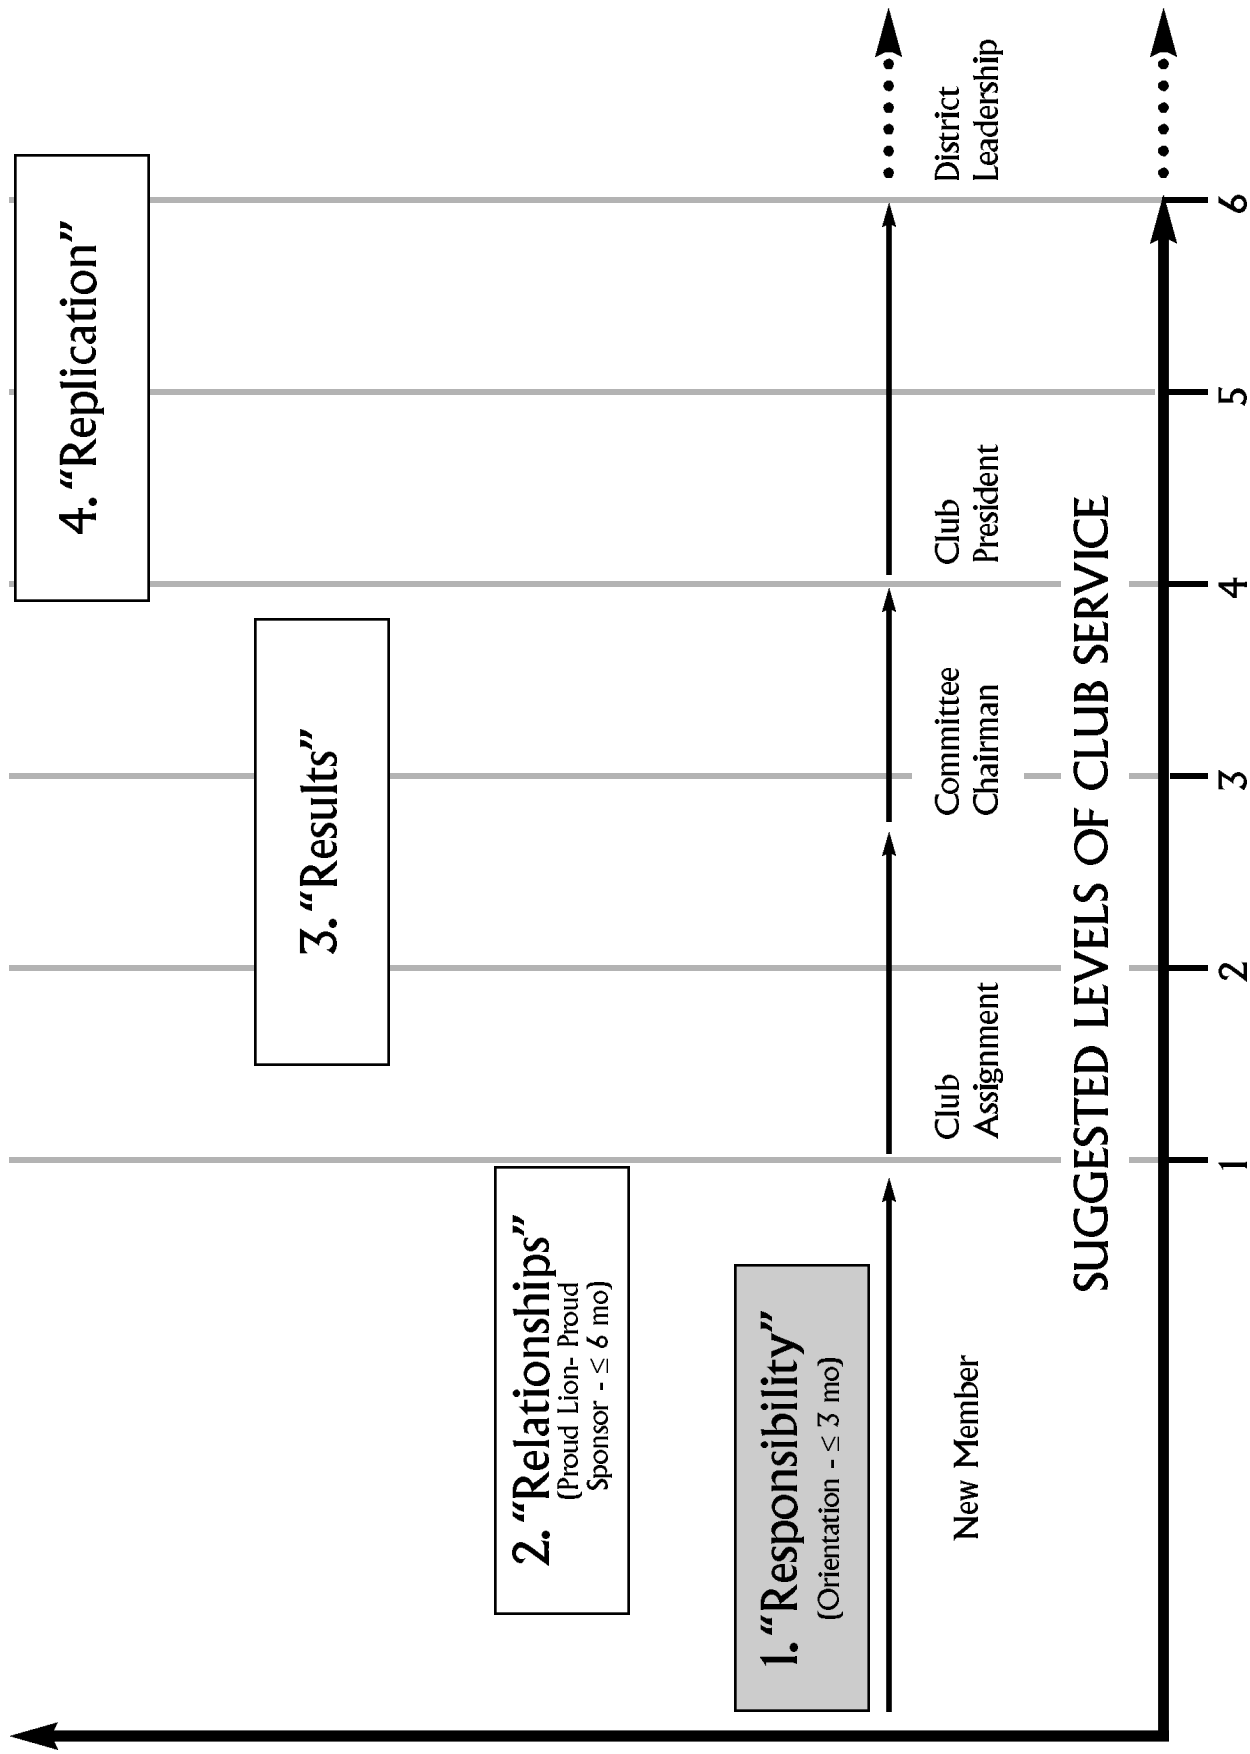 4. “Replication”
3. “Results”
2. “Relationships”
(Proud Lion- Proud
Sponsor - ≤ 6 mo)
1. “Responsibility”
(Orientation - ≤ 3 mo)
New Member
Club
Assignment
Committee
Chairman
Club
President
District
Leadership
SUGGESTED LEVELS OF CLUB SERVICE
1
2
3
4
5
6